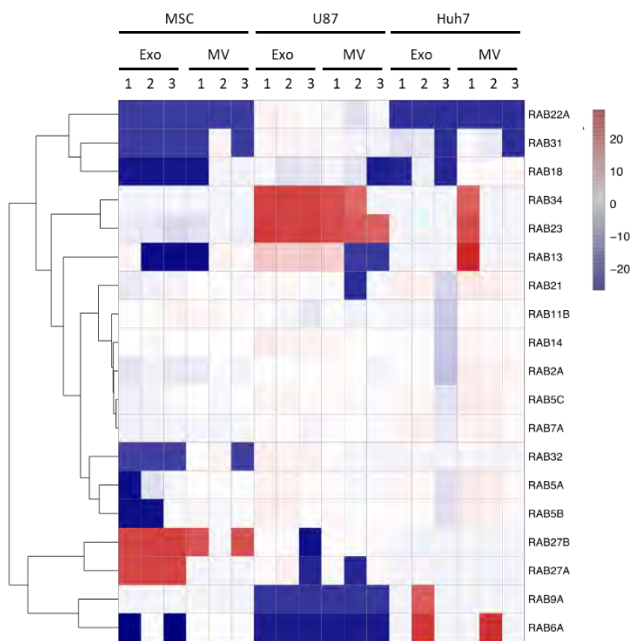 MSC U87 Huh7
Exo MV Exo MV Exo MV
1 2 3 1 2 3 1 2 3 1 2 3 1 2 3 1 2 3
RAB22A
RAB31
RAB18
RAB34
RAB23
RAB13
RAB21
RAB11B
RAB14
RAB2A
RAB5C
RAB7A
RAB32
RAB5A
RAB5B
RAB27B
RAB27A
RAB9A
RAB6A
20
10
0
−10
−20